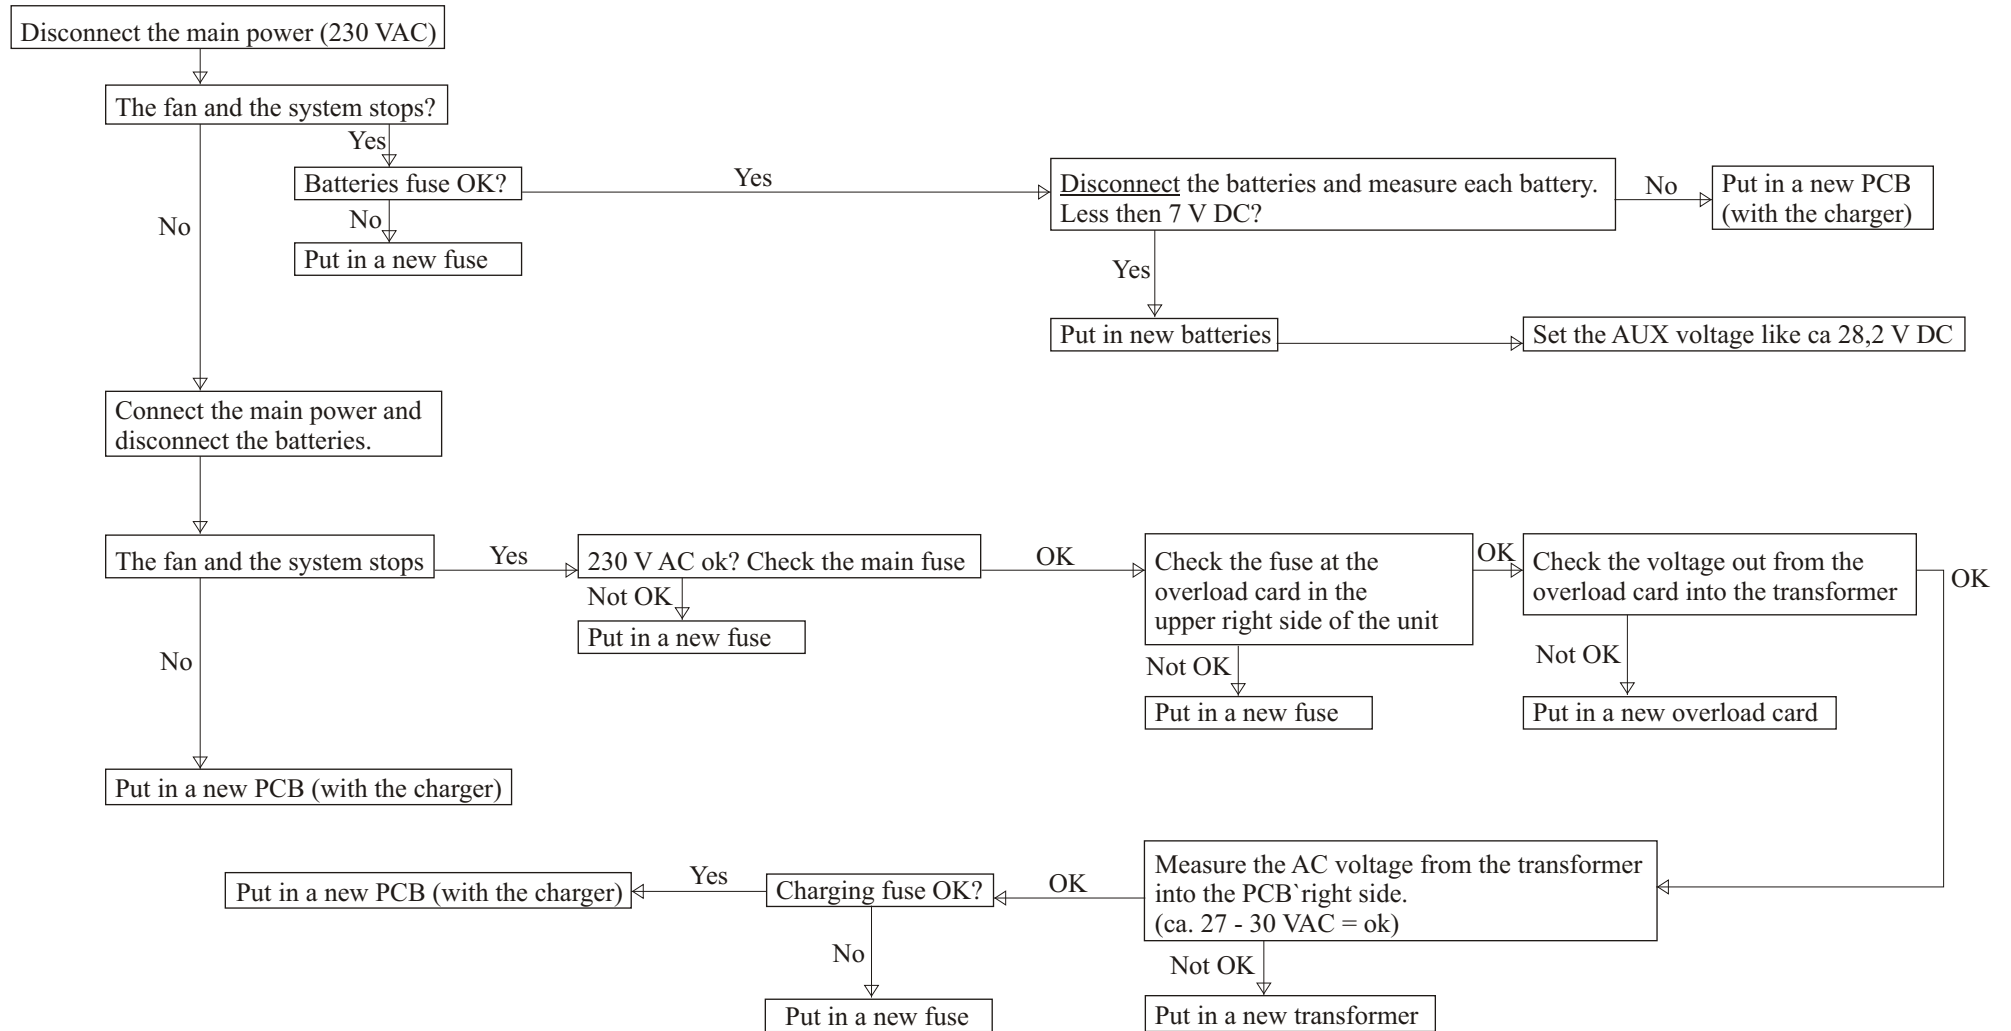 Disconnect the main power (230 VAC)
The fan and the system stops?
Yes
Batteries fuse OK?
Yes
Disconnect the batteries and measure each battery.
Less then 7 V DC?
No
Put in a new PCB
(with the charger)
No
No
Put in a new fuse
Yes
Put in new batteries
Set the AUX voltage like ca 28,2 V DC
Connect the main power and
disconnect the batteries.
The fan and the system stops
Yes
230 V AC ok? Check the main fuse
OK
Check the fuse at the
overload card in the
upper right side of the unit
OK
Check the voltage out from the
overload card into the transformer
OK
Not OK
Put in a new fuse
Not OK
Put in a new fuse
Not OK
Put in a new overload card
No
Put in a new PCB (with the charger)
Measure the AC voltage from the transformer
into the PCB`right side.
(ca. 27 - 30 VAC = ok)
OK
Charging fuse OK?
Yes
Put in a new PCB (with the charger)
No
Put in a new fuse
Not OK
Put in a new transformer